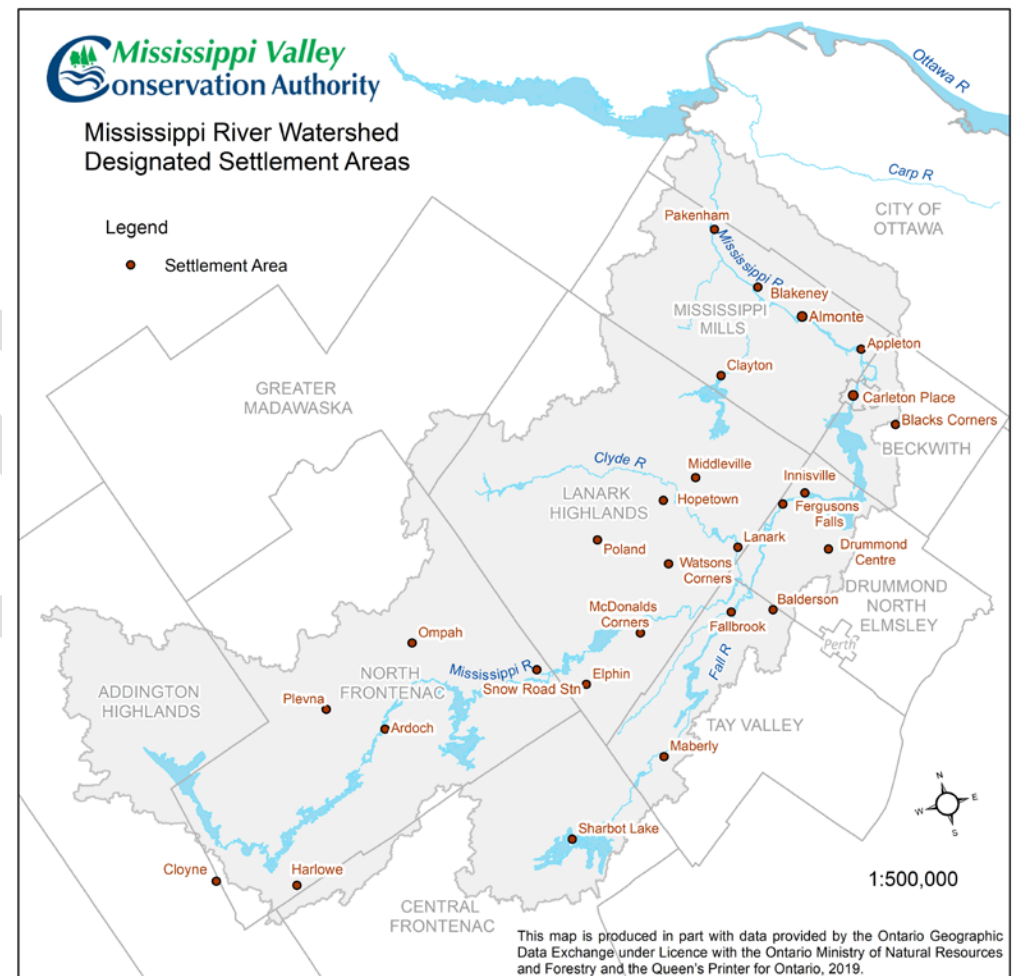 Mississippi Valley
Conservation Authority
Mississippi River Watershed
Designated Settlement Areas
Legend
Settlement Area
Ottawa R
Carp R
CITY OF
OTTAWA
Pakenham
Mississippi R
Blakeney
MISSISSIPPI
MILLS
Almonte
Appleton
Clayton
GREATER
MADAWASKA
Carleton Place
Blacks Corners
BECKWITH
Clyde R
Middleville
Innisville
LANARK
HIGHLANDS
Hopetown
Fergusons
Falls
Lanark
Poland
Drummond
Centre
Watsons
Corners
DRUMMOND
NORTH
ELMSLEY
Balderson
McDonalds
Corners
Fallbrook
Perth
Ompah
Fall R
Mississippi R
NORTH
FRONTENAC
Elphin
Snow Road Stn
ADDINGTON
HIGHLANDS
Plevna
Ardoch
TAY VALLEY
Maberly
N
W
E
S
Sharbot Lake
Cloyne
Harlowe
1:500,000
CENTRAL
FRONTENAC
This map is produced in part with data provided by the Ontario Geographic
Data Exchange under Licence with the Ontario Ministry of Natural Resources
and Forestry and the Queen's Printer for Ontario, 2019.